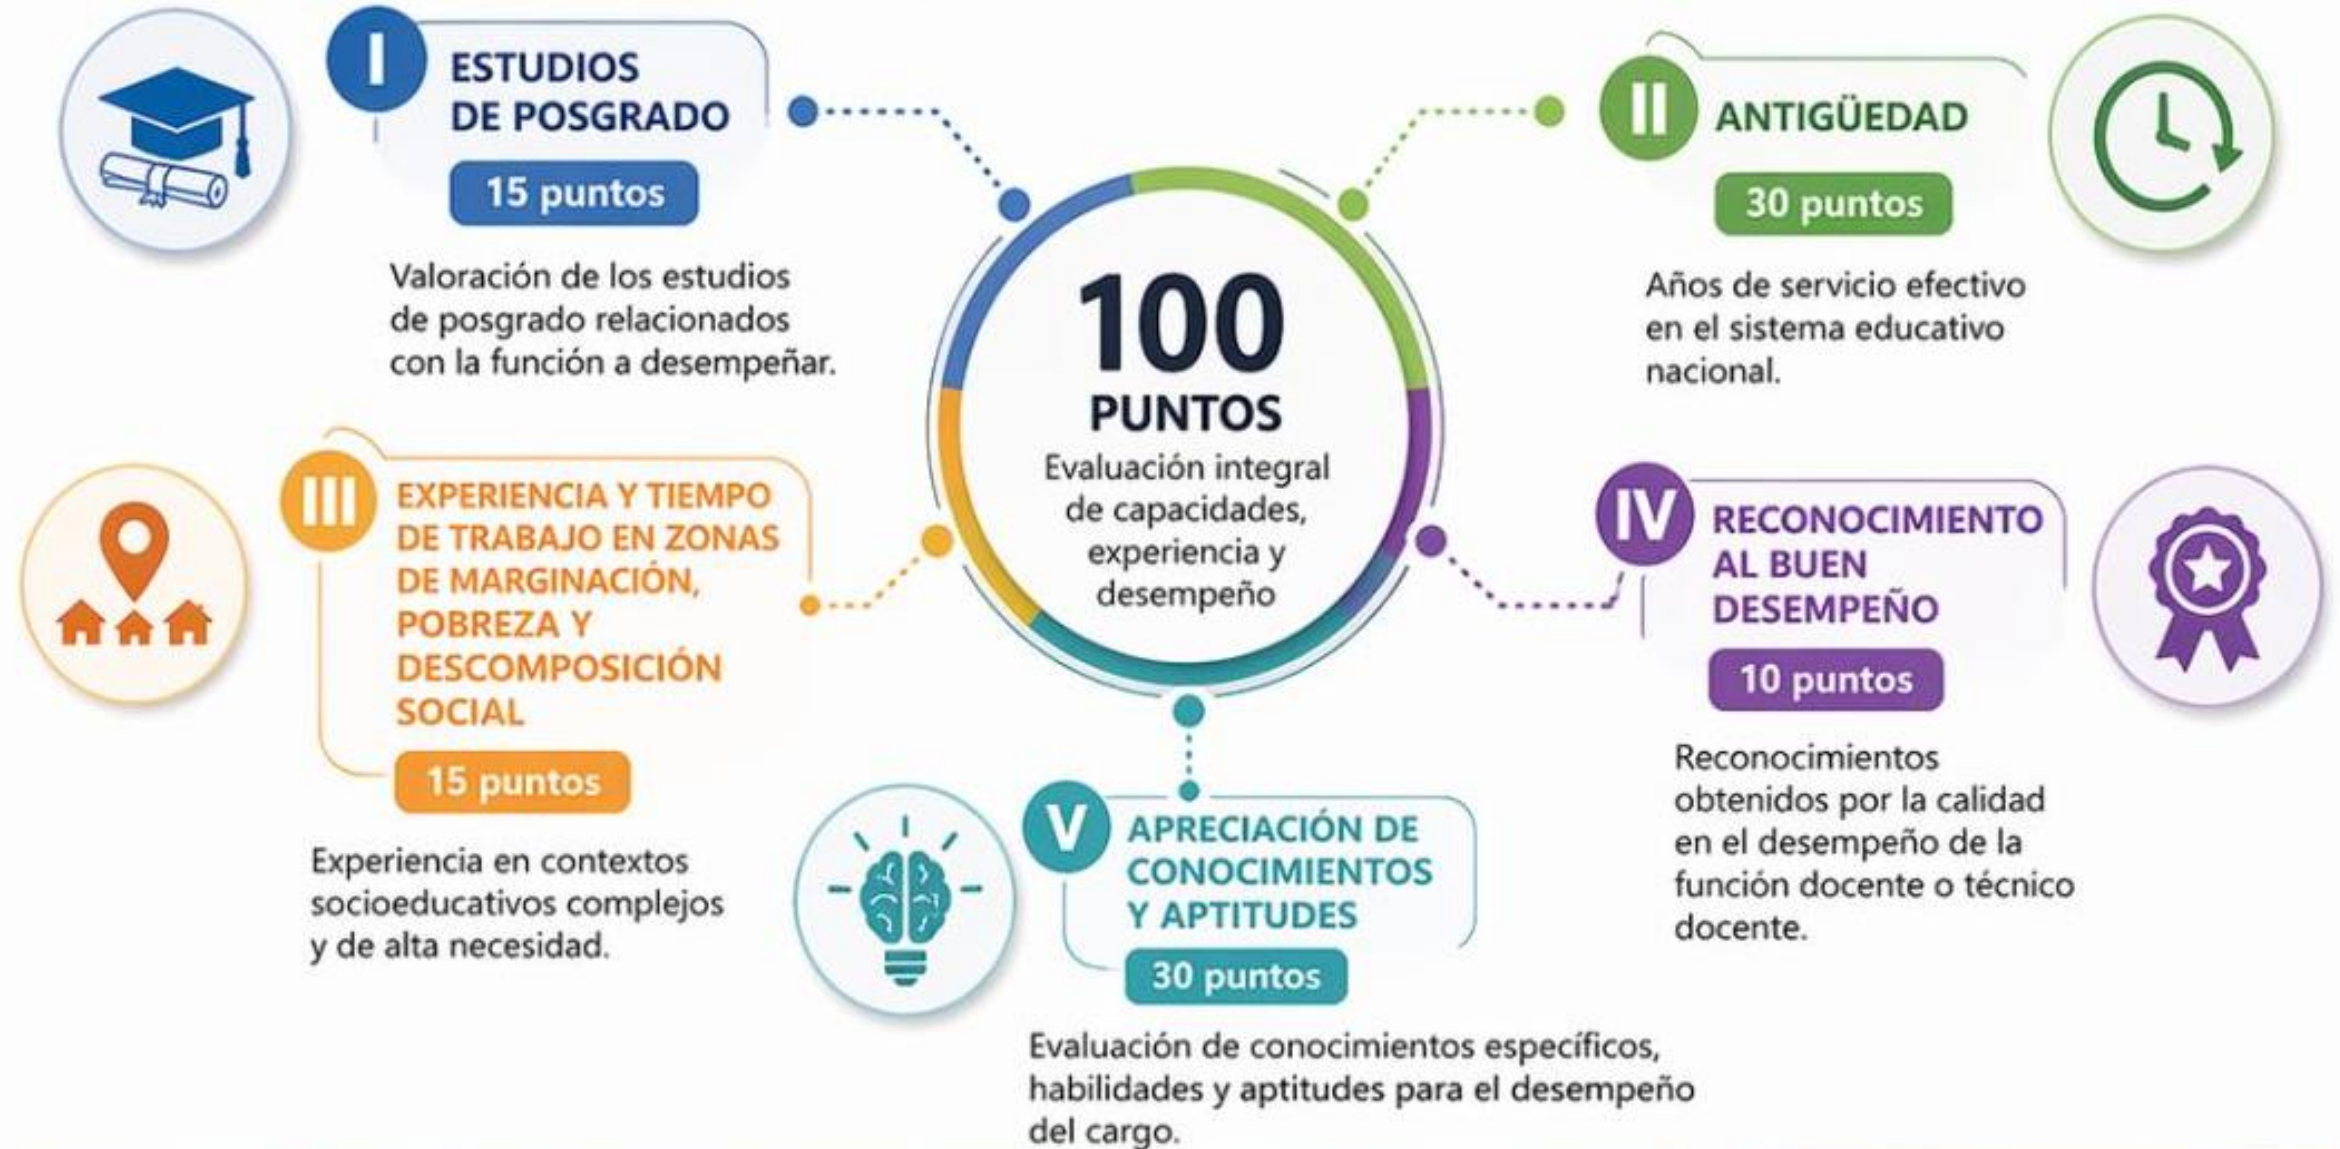 I
ESTUDIOS
DE POSGRADO
15 puntos
Valoración de los estudios
de posgrado relacionados
con la función a desempeñar.
II
ANTIGÜEDAD
30 puntos
Años de servicio efectivo
en el sistema educativo
nacional.
100
PUNTOS
Evaluación integral
de capacidades,
experiencia y
desempeño
III
EXPERIENCIA Y TIEMPO
DE TRABAJO EN ZONAS
DE MARGINACIÓN,
POBREZA Y
DESCOMPOSICIÓN
SOCIAL
15 puntos
Experiencia en contextos
socioeducativos complejos
y de alta necesidad.
IV
RECONOCIMIENTO
AL BUEN
DESEMPEÑO
10 puntos
Reconocimientos
obtenidos por la calidad
en el desempeño de la
función docente o técnico
docente.
V
APRECIACIÓN DE
CONOCIMIENTOS
Y APTITUDES
30 puntos
Evaluación de conocimientos específicos,
habilidades y aptitudes para el desempeño
del cargo.